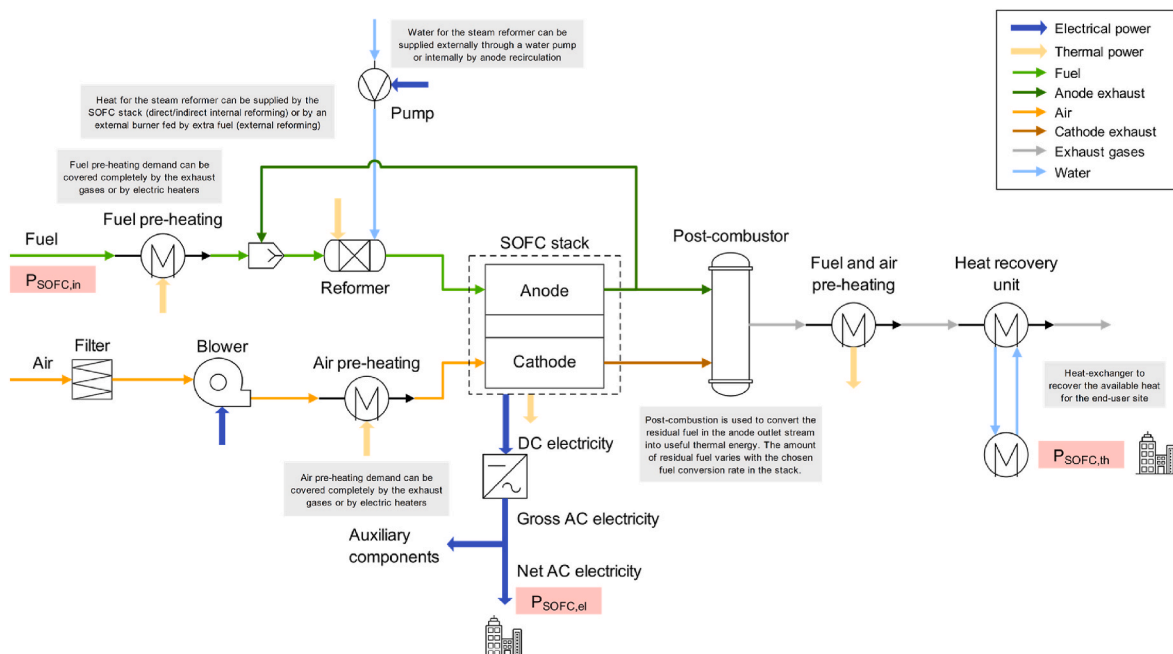 Water for the steam reformer can be
supplied externally through a water pump
or internally by anode recirculation
Electrical power
Thermal power
Fuel
Anode exhaust
Air
Cathode exhaust
Exhaust gases
Water
Heat for the steam reformer can be supplied by the
SOFC stack (direct/indirect internal reforming) or by an
external burner fed by extra fuel (external reforming)
Pump
Fuel pre-heating demand can be
covered completely by the exhaust
gases or by electric heaters
Fuel pre-heating
Fuel
P_SOFC,in
Reformer
SOFC stack
Anode
Cathode
Post-combustor
Fuel and air
pre-heating
Heat recovery
unit
Air
Filter
Blower
Air pre-heating
Heat-exchanger to
recover the available heat
for the end-user site
Post-combustion is used to convert the
residual fuel in the anode outlet stream
into useful thermal energy. The amount
of residual fuel varies with the chosen
fuel conversion rate in the stack.
P_SOFC,th
DC electricity
Air pre-heating demand can be
covered completely by the exhaust
gases or by electric heaters
Gross AC electricity
Auxiliary
components
Net AC electricity
P_SOFC,el